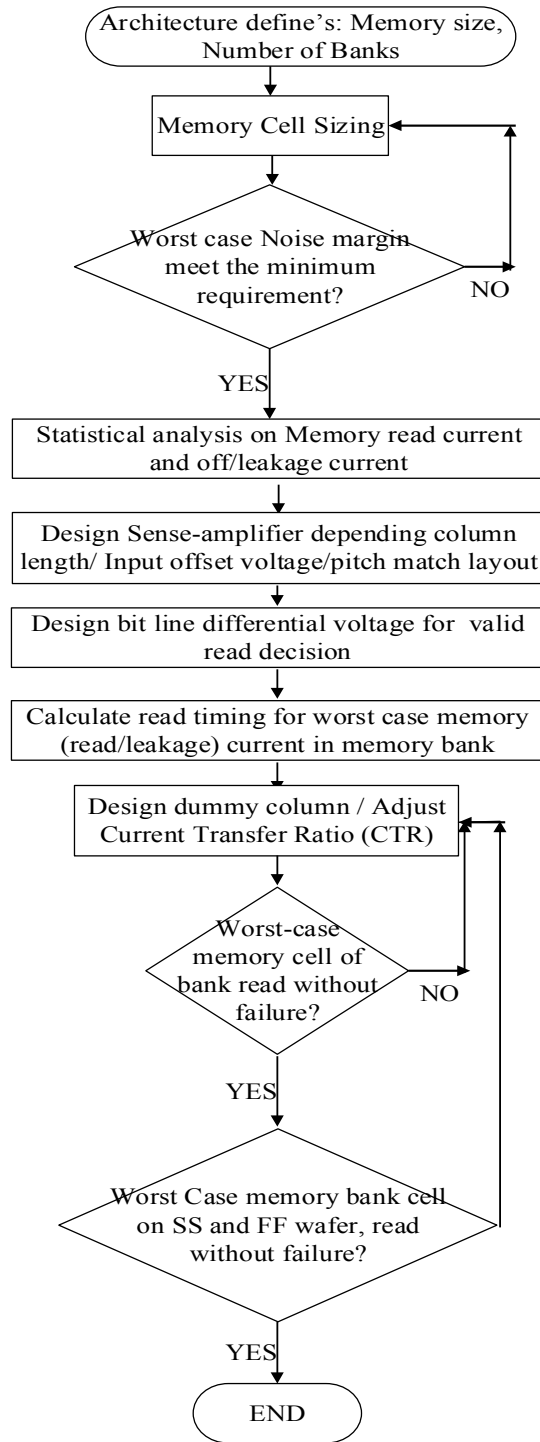 Architecture define's: Memory size,
Number of Banks
Memory Cell Sizing
Worst case Noise margin
meet the minimum
requirement?
NO
YES
Statistical analysis on Memory read current
and off/leakage current
Design Sense-amplifier depending column
length/ Input offset voltage/pitch match layout
Design bit line differential voltage for valid
read decision
Calculate read timing for worst case memory
(read/leakage) current in memory bank
Design dummy column / Adjust
Current Transfer Ratio (CTR)
Worst-case
memory cell of
bank read without
failure?
NO
YES
Worst Case memory bank cell
on SS and FF wafer, read
without failure?
YES
END